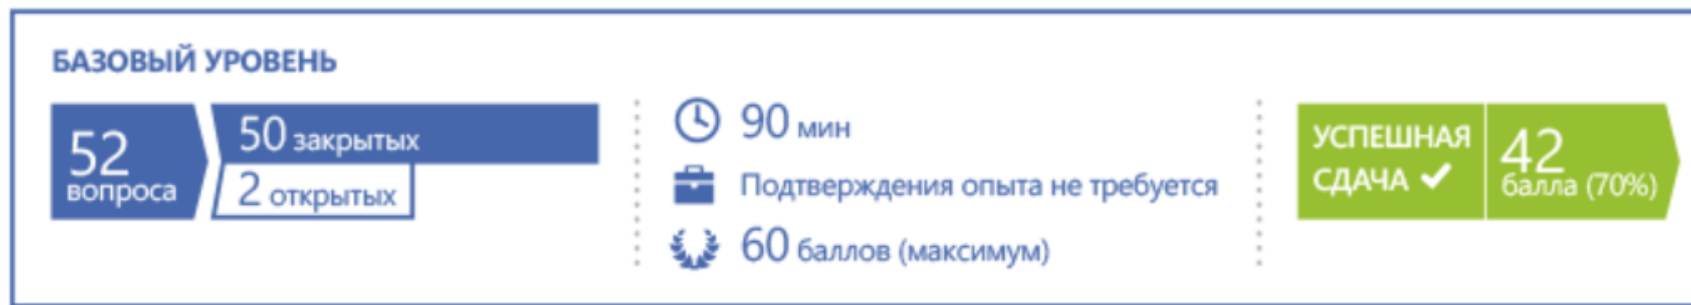 БАЗОВЫЙ УРОВЕНЬ
52
вопроса
50 закрытых
2 открытых
90 мин
Подтверждения опыта не требуется
60 баллов (максимум)
УСПЕШНАЯ
СДАЧА
42
балла (70%)